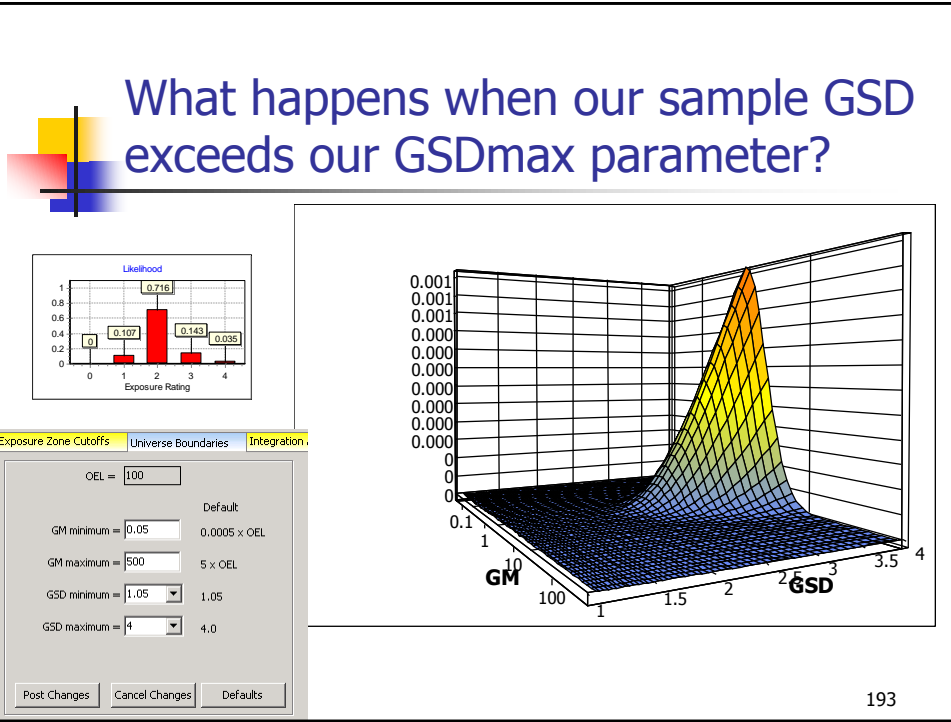 What happens when our sample GSD
exceeds our GSDmax parameter?
Likelihood
1
0.8
0.6
0.4
0.2
0
0
0.107
0.716
0.143
0.035
0 1 2 3 4
Exposure Rating
Exposure Zone Cutoffs Universe Boundaries Integration
OEL = 100
Default
GM minimum = 0.05 0.0005 x OEL
GM maximum = 500 5 x OEL
GSD minimum = 1.05 1.05
GSD maximum = 4 4.0
Post Changes Cancel Changes Defaults
0.001
0.001
0.001
0.000
0.000
0.000
0.000
0.000
0.000
0.000
0
0
0
0.1
1
10
100
GM
1 1.5 2 2.5 3 3.5 4
GSD
193